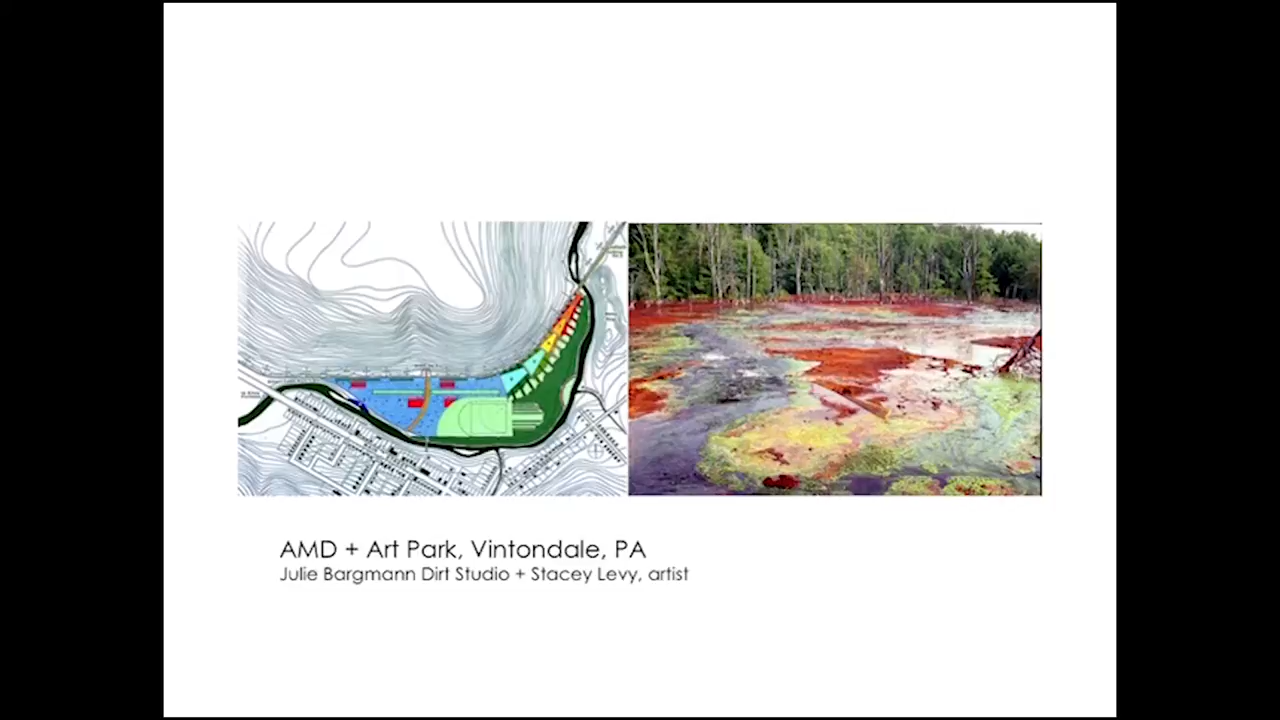 AMD + Art Park, Vintondale, PA
Julie Bargmann Dirt Studio + Stacey Levy, artist